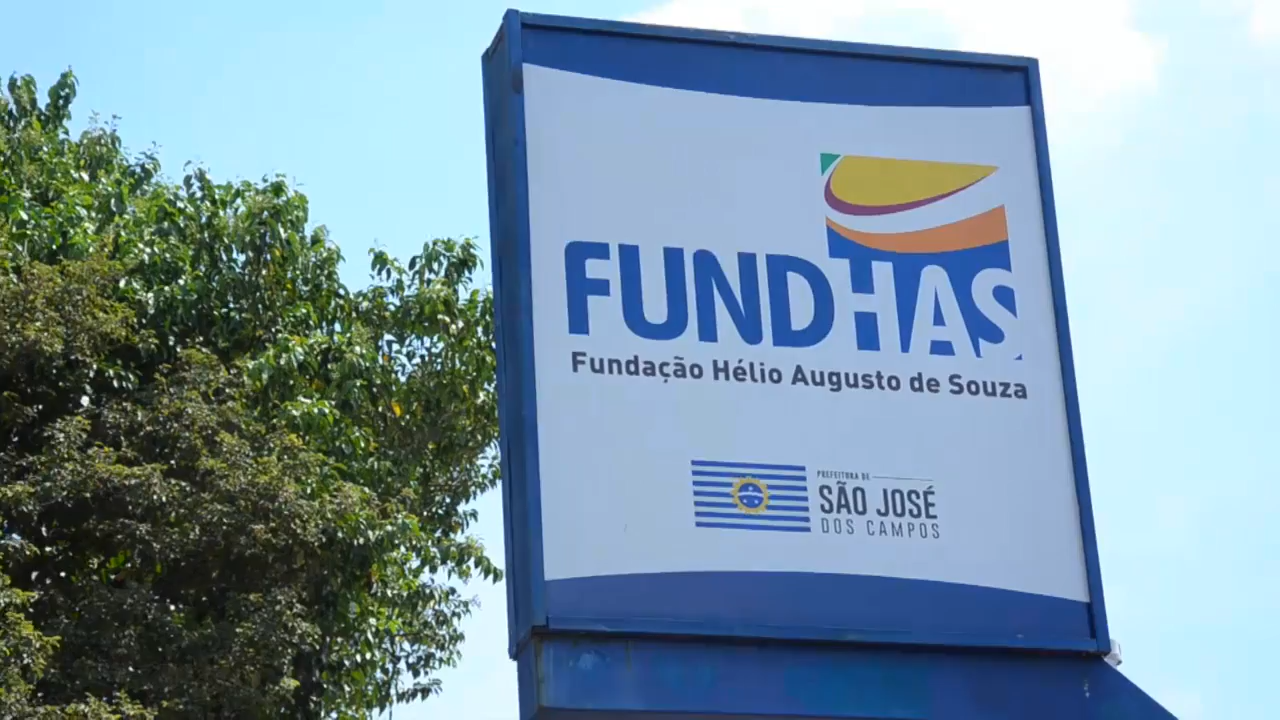 FUNDHAS
Fundação Hélio Augusto de Souza
PREFEITURA DE
SÃO JOSÉ
DOS CAMPOS